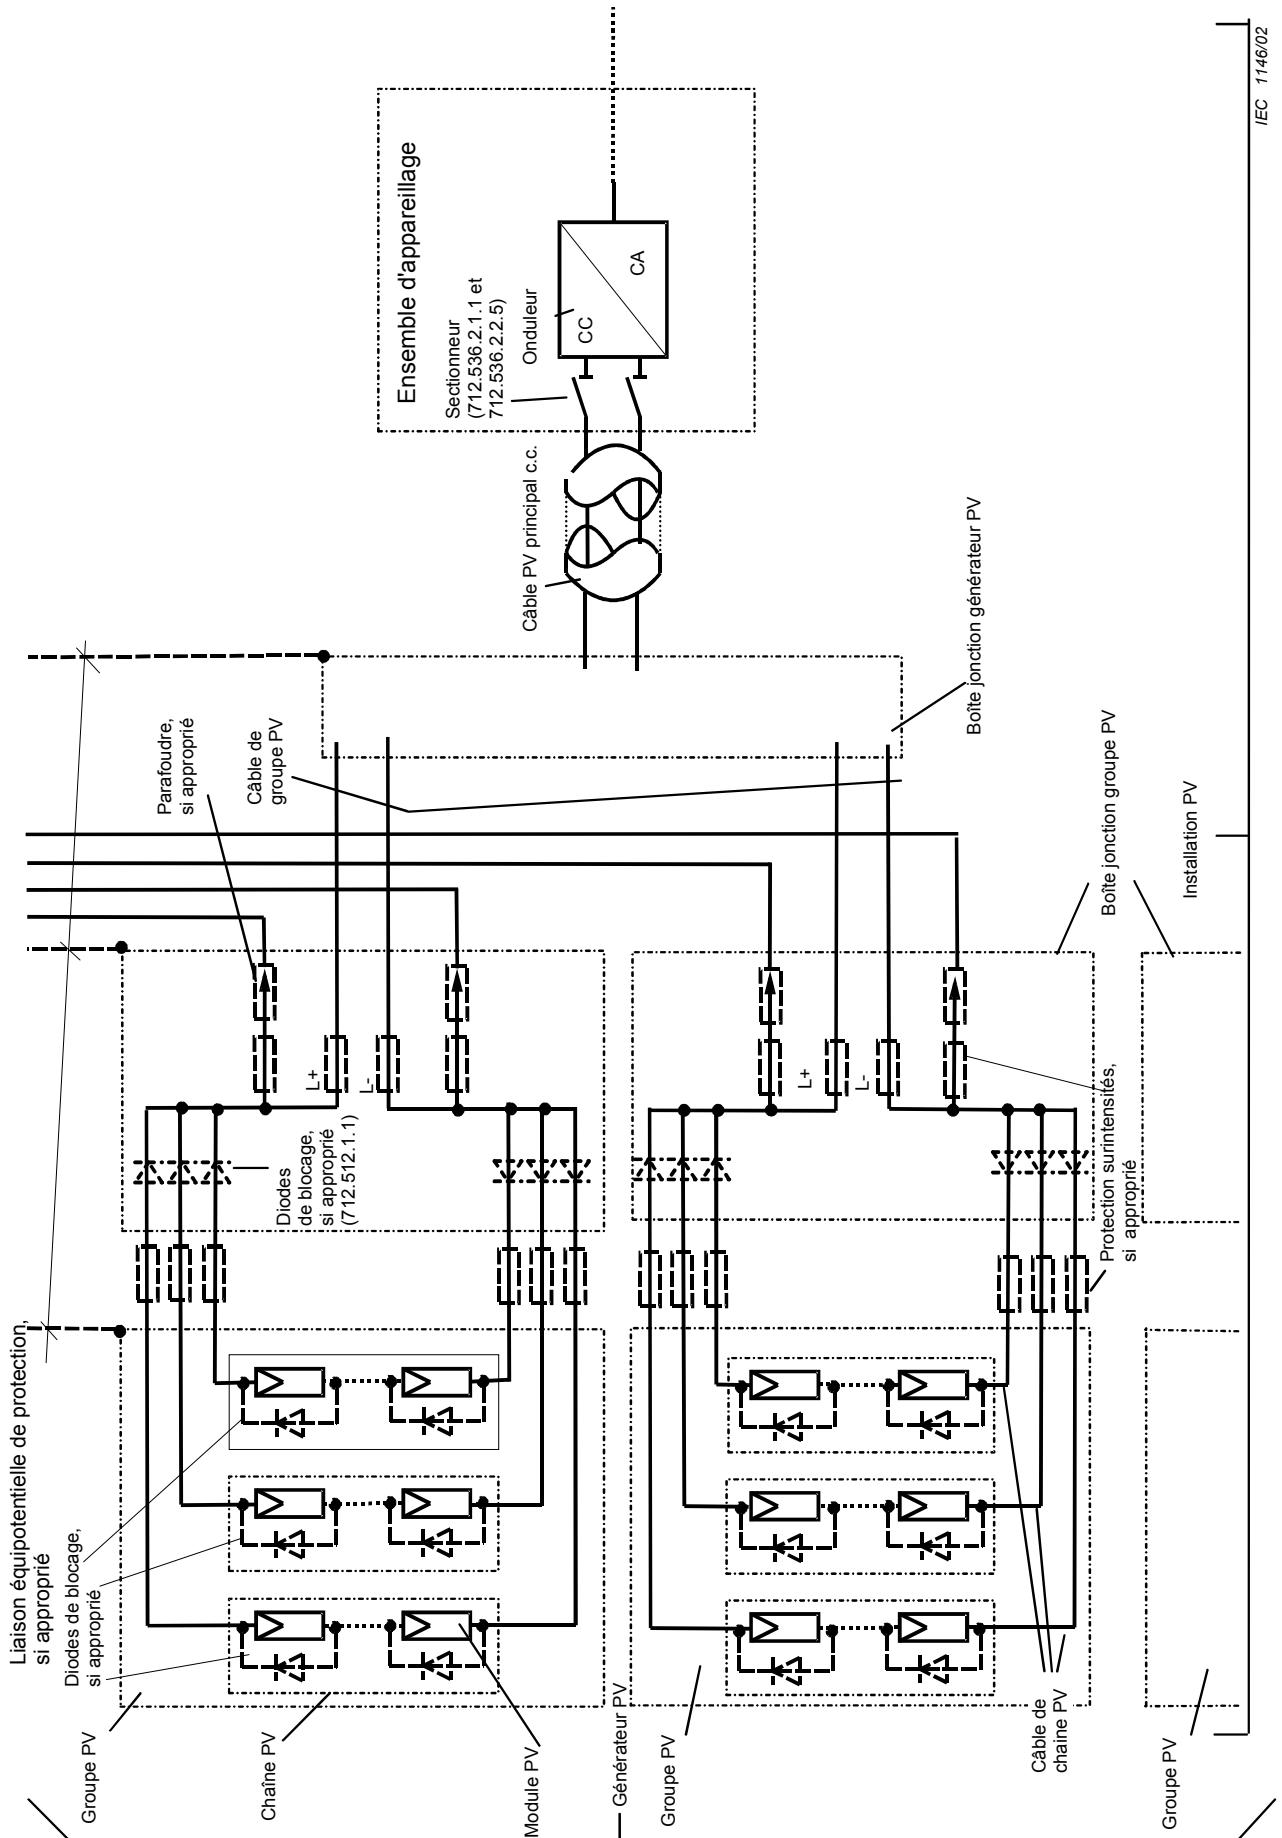 Liaison équipotentielle de protection,
si approprié
Diodes de blocage,
si approprié
Groupe PV
Chaîne PV
Module PV
Générateur PV
Groupe PV
Câble de
chaine PV
Groupe PV
Diodes
de blocage,
si approprié
(712.512.1.1)
L+
L-
L+
L-
Protection surintensités,
si approprié
Parafoudre,
si approprié
Câble de
groupe PV
Boîte jonction générateur PV
Boîte jonction groupe PV
Installation PV
Câble PV principal c.c.
Ensemble d'appareillage
Sectionneur
(712.536.2.1.1 et
712.536.2.2.5)
Onduleur
CC
CA
IEC 1146/02